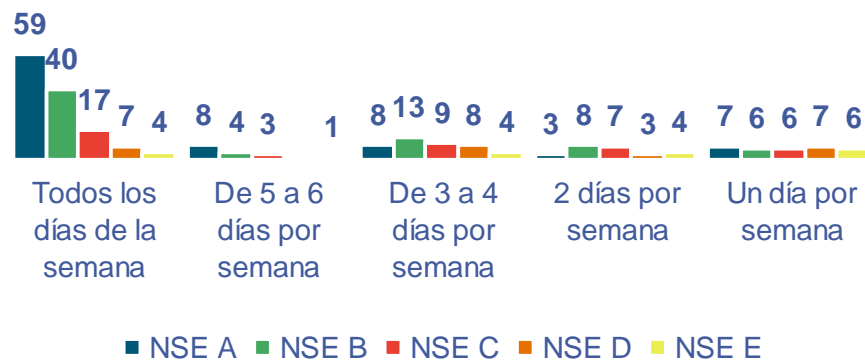 59 40 17 7 4 8 4 3 1 8 13 9 8 4 3 8 7 3 4 7 6 6 7 6
Todos los días de la semana
De 5 a 6 días por semana
De 3 a 4 días por semana
2 días por semana
Un día por semana
NSE A NSE B NSE C NSE D NSE E